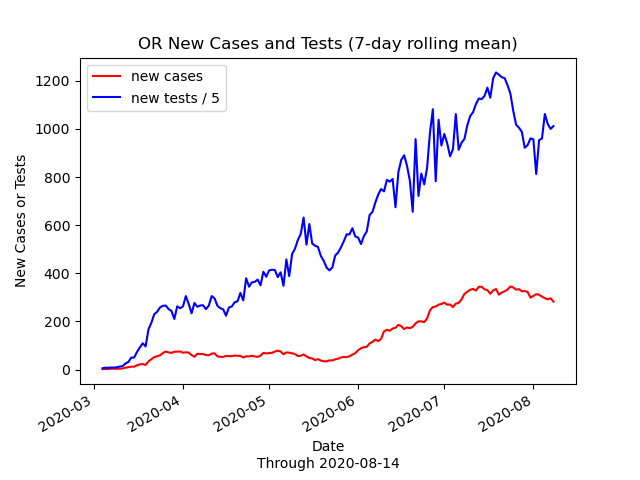 OR New Cases and Tests (7-day rolling mean)
new cases
new tests / 5
New Cases or Tests
1200
1000
800
600
400
200
0
2020-03
2020-04
2020-05
2020-06
2020-07
2020-08
Date
Through 2020-08-14